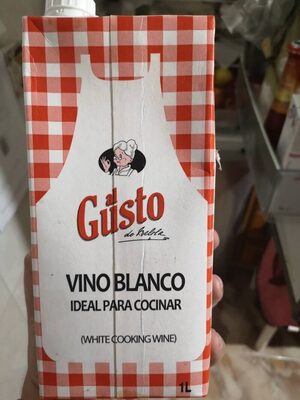 al
Gusto
VINO BLANCO
IDEAL PARA COCINAR
(WHITE COOKING WINE)
1L